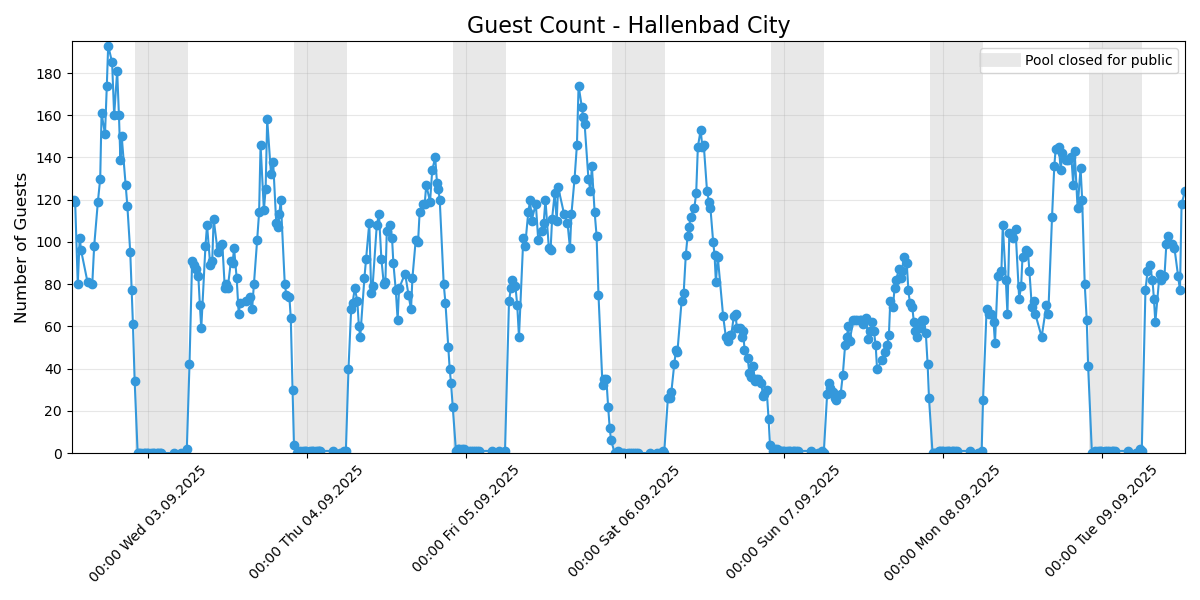 Guest Count - Hallenbad City
Pool closed for public
Number of Guests
180
160
140
120
100
80
60
40
20
0
00:00 Wed 03.09.2025
00:00 Thu 04.09.2025
00:00 Fri 05.09.2025
00:00 Sat 06.09.2025
00:00 Sun 07.09.2025
00:00 Mon 08.09.2025
00:00 Tue 09.09.2025